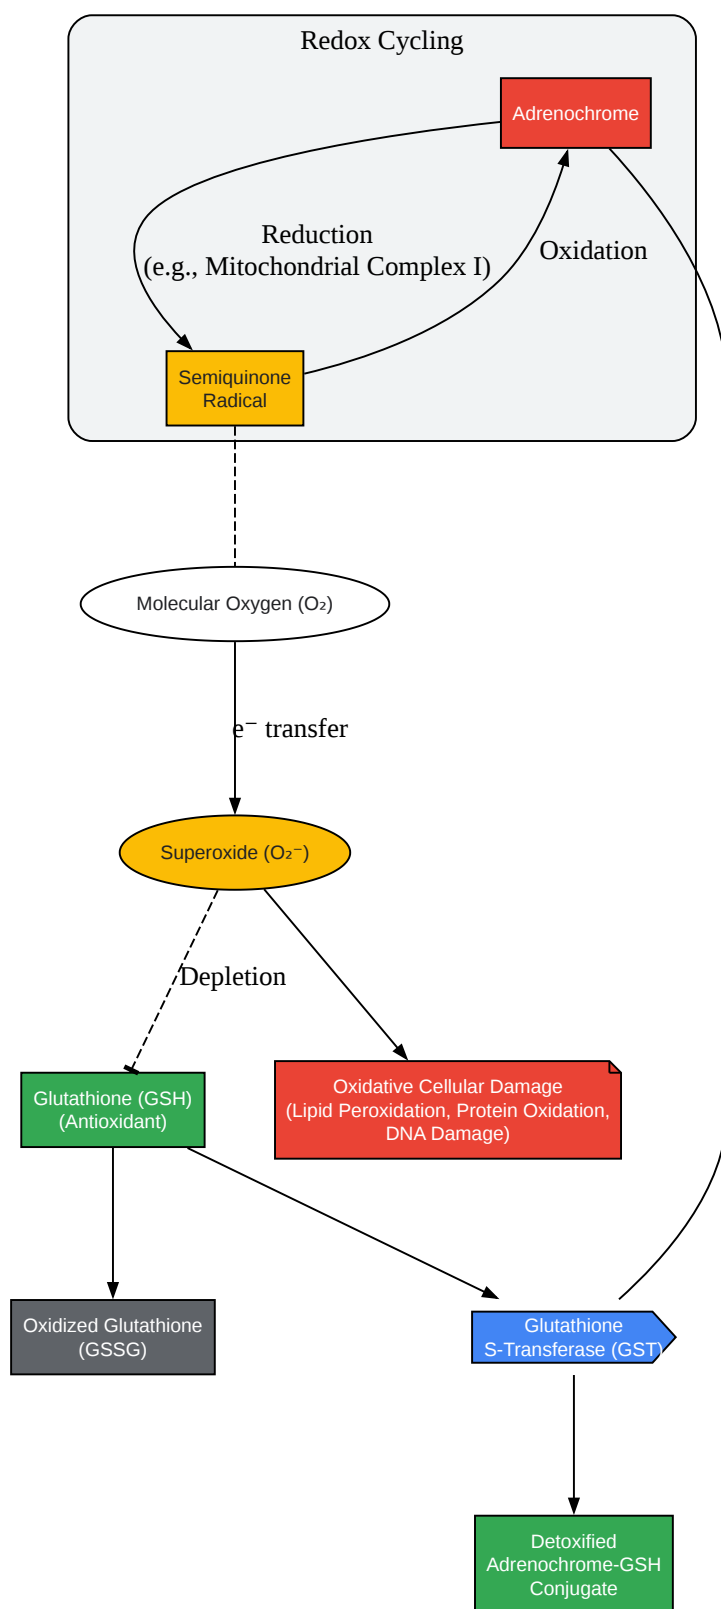 Redox Cycling
Adrenochrome
Reduction
(e.g., Mitochondrial Complex I)
Oxidation
Semiquinone
Radical
Molecular Oxygen (O₂)
e⁻ transfer
Superoxide (O₂⁻)
Depletion
Glutathione (GSH)
(Antioxidant)
Oxidative Cellular Damage
(Lipid Peroxidation, Protein Oxidation,
DNA Damage)
Oxidized Glutathione
(GSSG)
Glutathione
S-Transferase (GST)
Detoxified
Adrenochrome-GSH
Conjugate